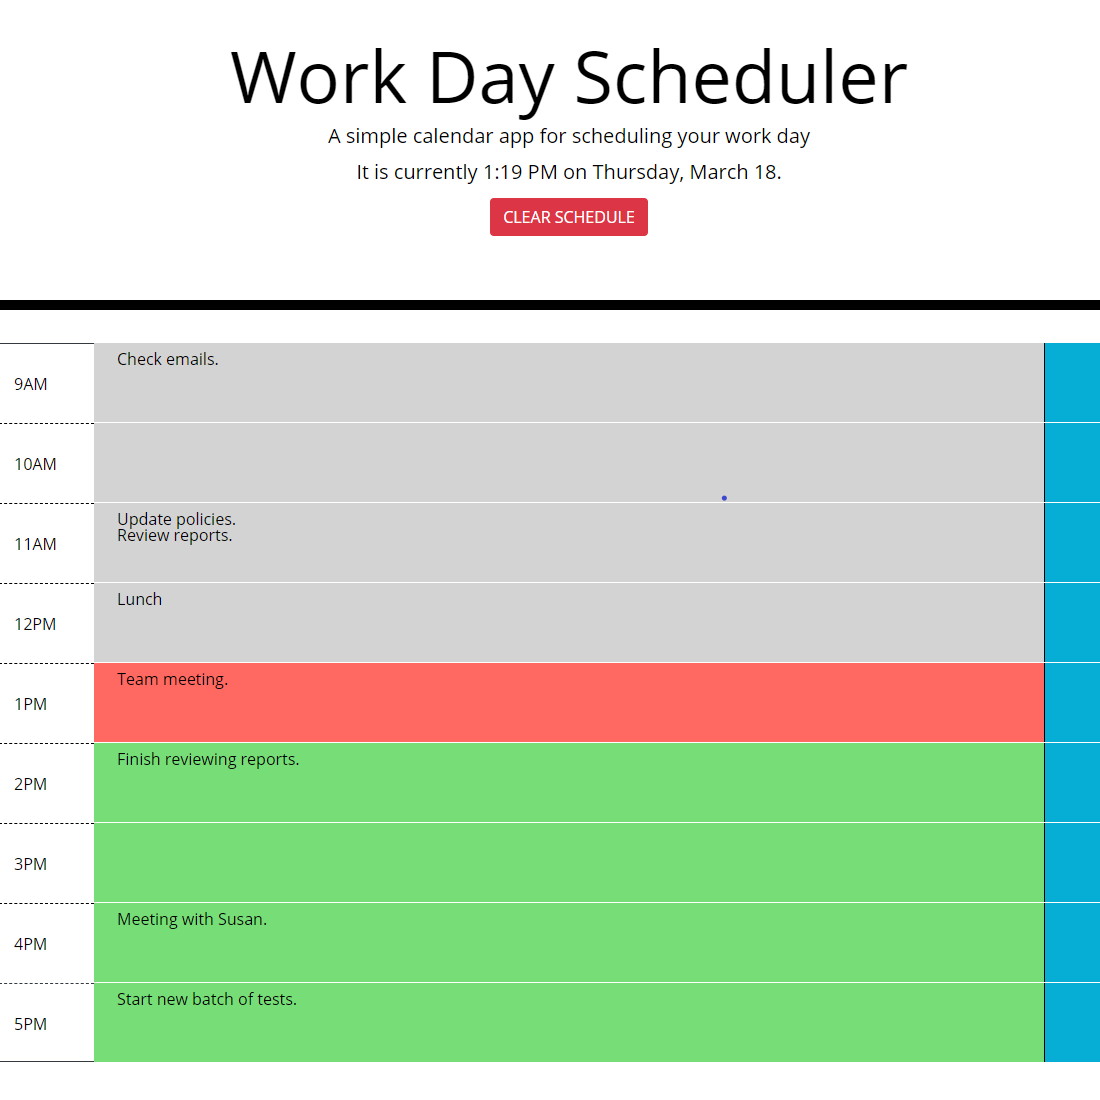 Work Day Scheduler
A simple calendar app for scheduling your work day
It is currently 1:19 PM on Thursday, March 18.
CLEAR SCHEDULE
9AM
Check emails.
10AM
11AM
Update policies.
Review reports.
12PM
Lunch
1PM
Team meeting.
2PM
Finish reviewing reports.
3PM
4PM
Meeting with Susan.
5PM
Start new batch of tests.